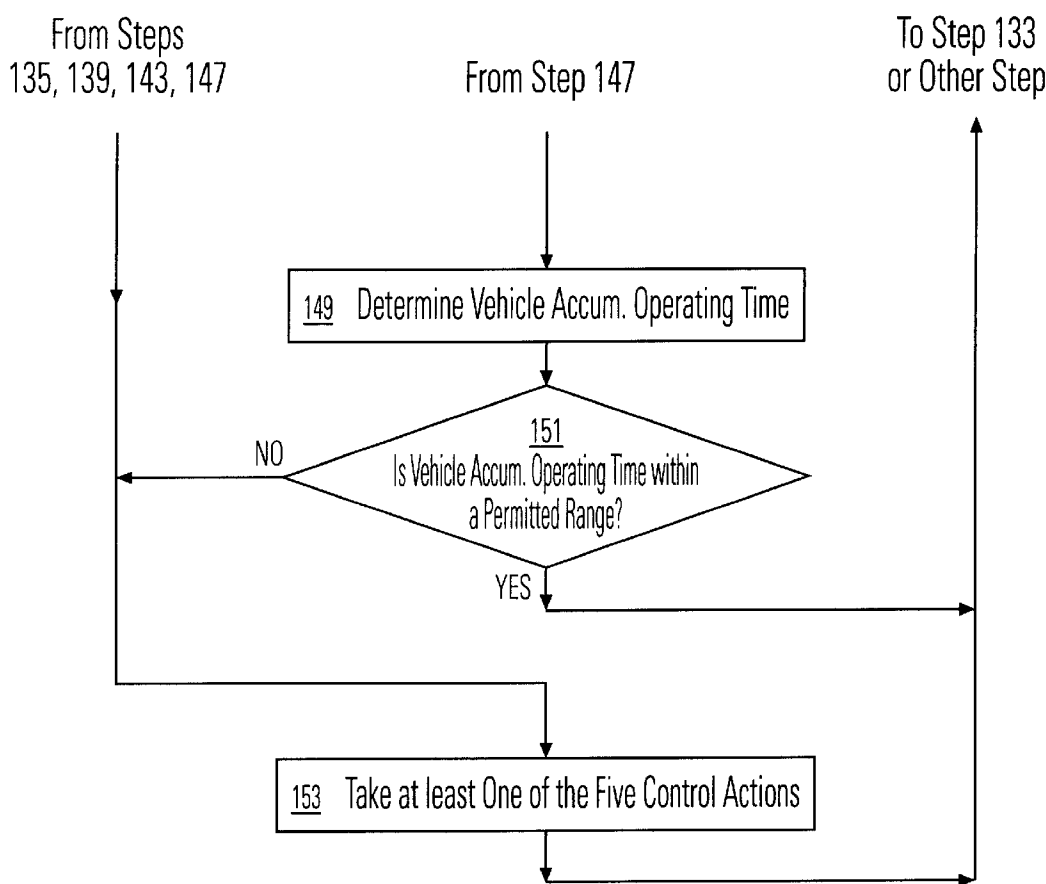 From Steps
135, 139, 143, 147
From Step 147
To Step 133
or Other Step
149 Determine Vehicle Accum. Operating Time
151
Is Vehicle Accum. Operating Time within
a Permitted Range?
NO
YES
153 Take at least One of the Five Control Actions